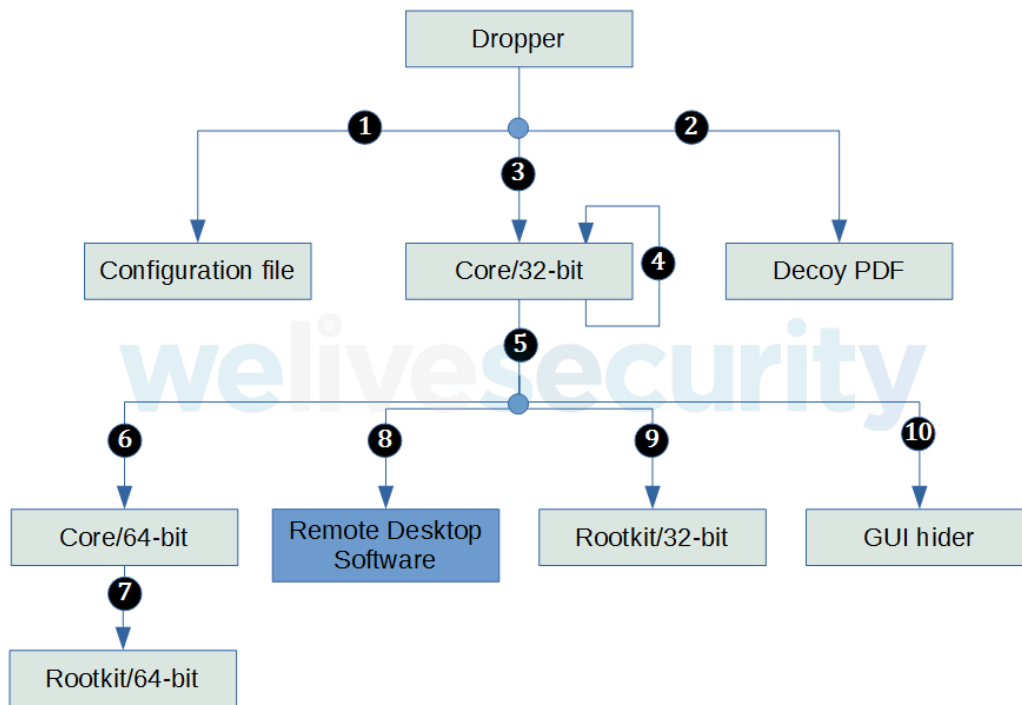 Dropper
1
2
3
Configuration file
Core/32-bit
4
Decoy PDF
5
welivesecurity
6
8
9
10
Core/64-bit
Remote Desktop
Software
Rootkit/32-bit
GUI hider
7
Rootkit/64-bit